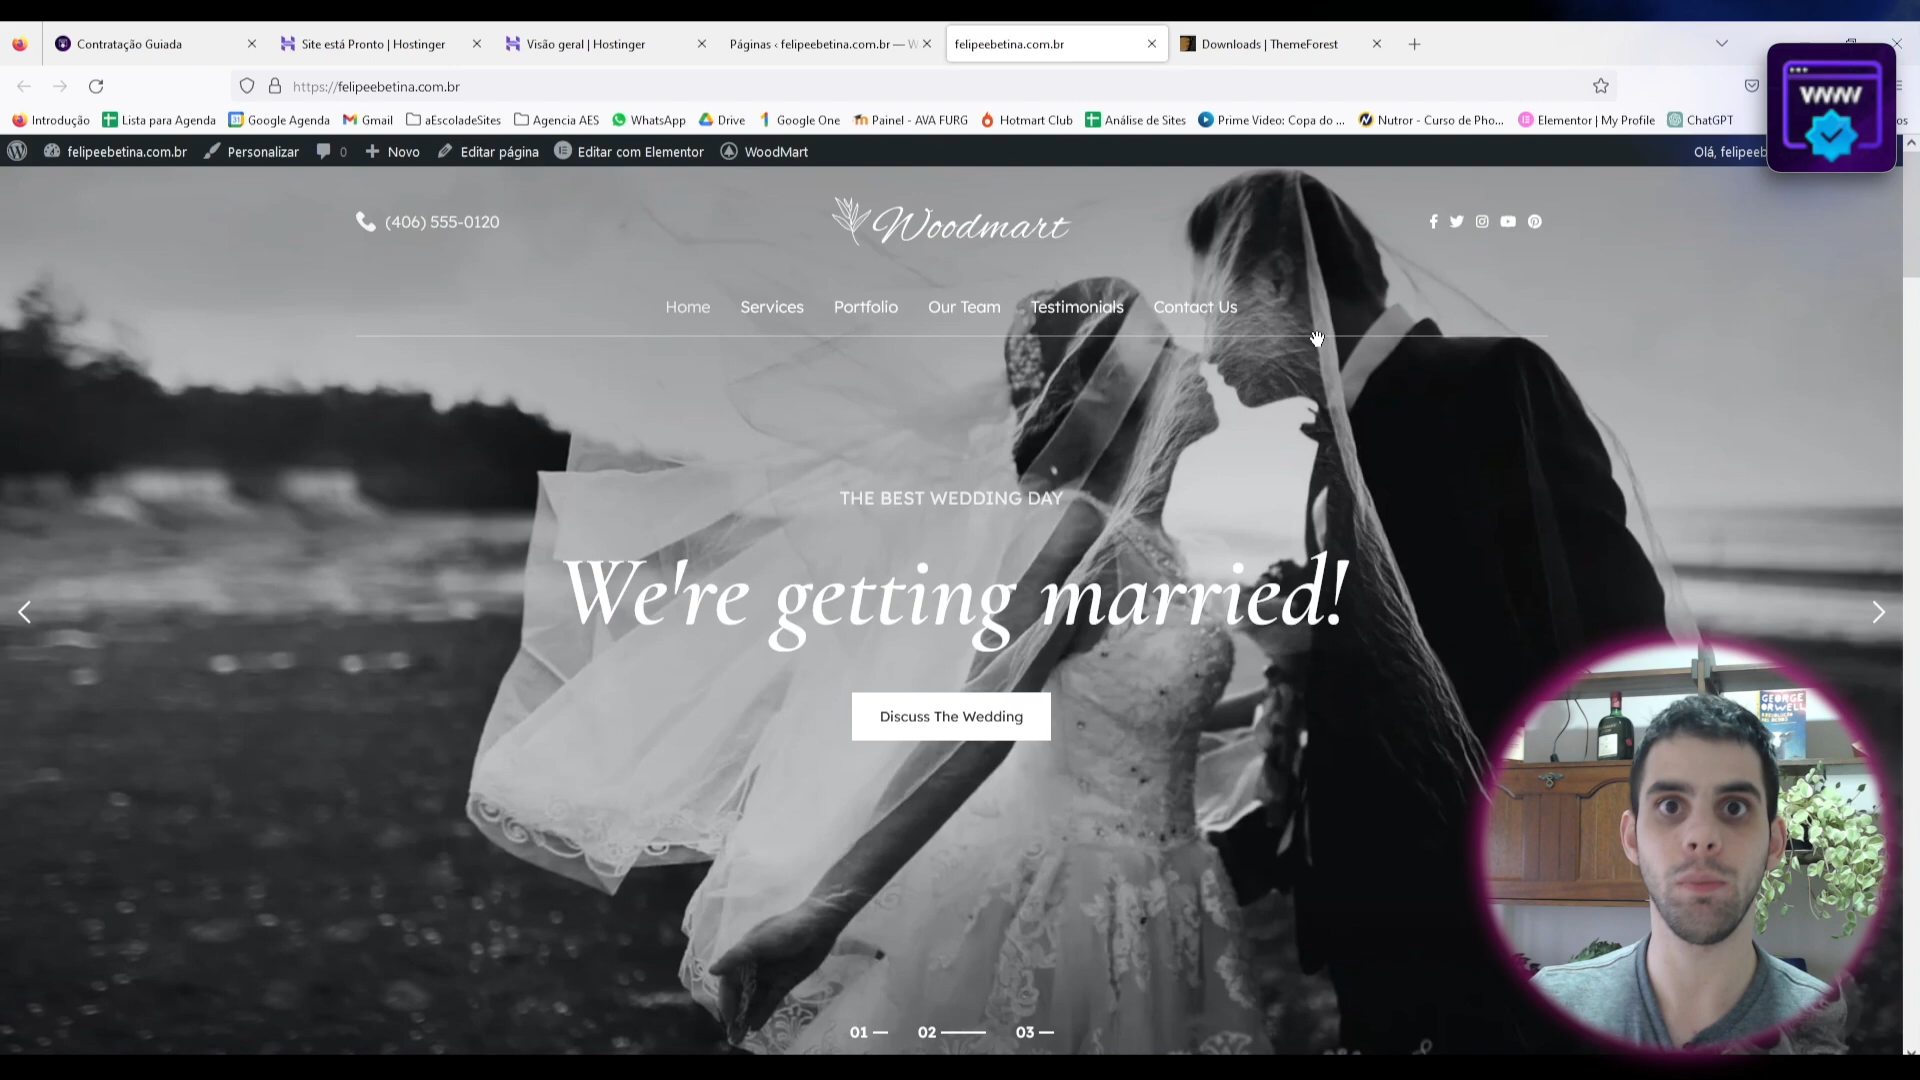 Contratação Guiada
Site está Pronto | Hostinger
Visão geral | Hostinger
Páginas ‹ felipeebetina.com.br — W
felipeebetina.com.br
Downloads | ThemeForest
https://felipeebetina.com.br
WWW
Introdução
Lista para Agenda
31
Google Agenda
Gmail
aEscoladeSites
Agencia AES
WhatsApp
Drive
Google One
Painel - AVA FURG
Hotmart Club
Análise de Sites
Prime Video: Copa do ...
Nutror - Curso de Pho...
Elementor | My Profile
ChatGPT
os
felipeebetina.com.br
Personalizar
0
Novo
Editar página
Editar com Elementor
WoodMart
Olá, felipeeb
(406) 555-0120
Woodmart
Home
Services
Portfolio
Our Team
Testimonials
Contact Us
THE BEST WEDDING DAY
We're getting married!
Discuss The Wedding
GEORGE
ORWELL
01
02
03